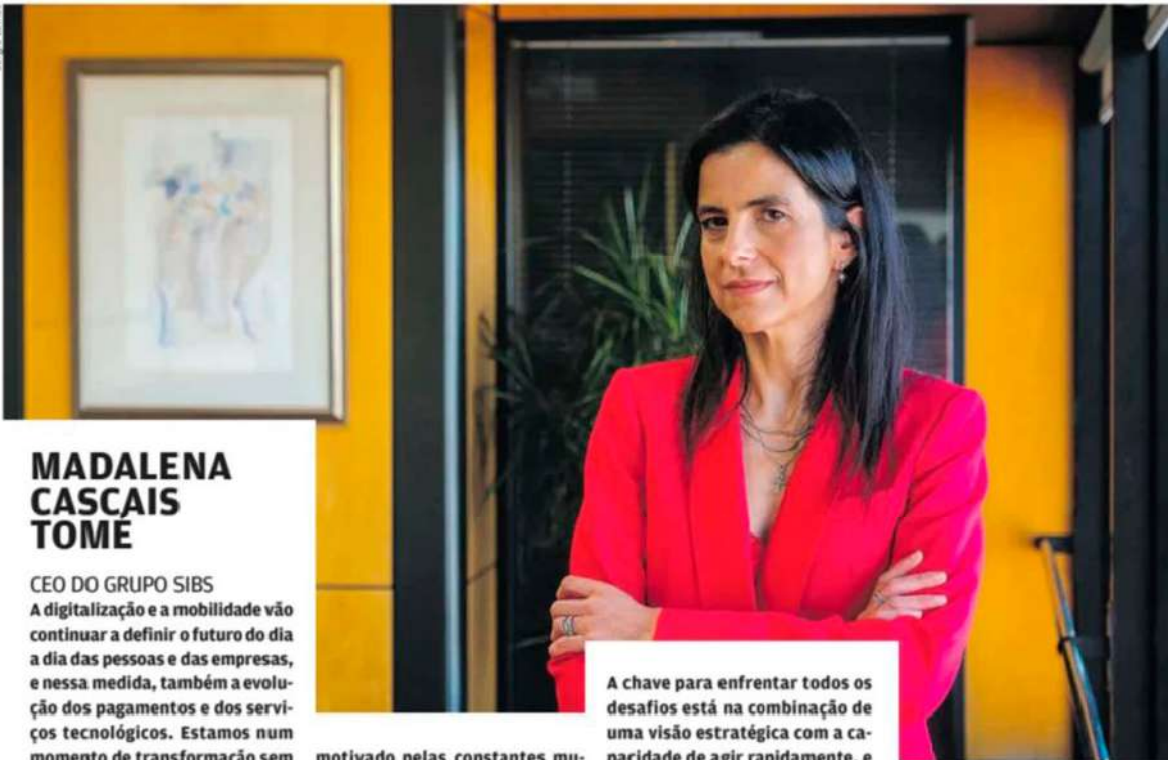 MADALENA
CASCAIS
TOMÉ
CEO DO GRUPO SIBS
A digitalização e a mobilidade vão
continuar a definir o futuro do dia
a dia das pessoas e das empresas,
e nessa medida, também a evolu-
ção dos pagamentos e dos servi-
ços tecnológicos. Estamos num
momento de transformação sem
motivado pelas constantes mu-
A chave para enfrentar todos os
desafios está na combinação de
uma visão estratégica com a ca-
pacidade de agir rapidamente, e